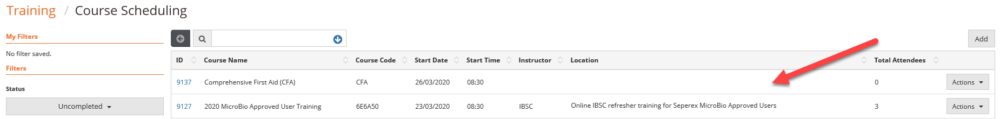 Training / Course Scheduling
My Filters
No filter saved.
Filters
Status
Uncompleted
Add
ID Course Name Course Code Start Date Start Time Instructor Location Total Attendees
9137 Comprehensive First Aid (CFA) CFA 26/03/2020 08:30 0 Actions
9127 2020 MicroBio Approved User Training 6E6A50 23/03/2020 08:30 IBSC Online IBSC refresher training for Seperex MicroBio Approved Users 3 Actions